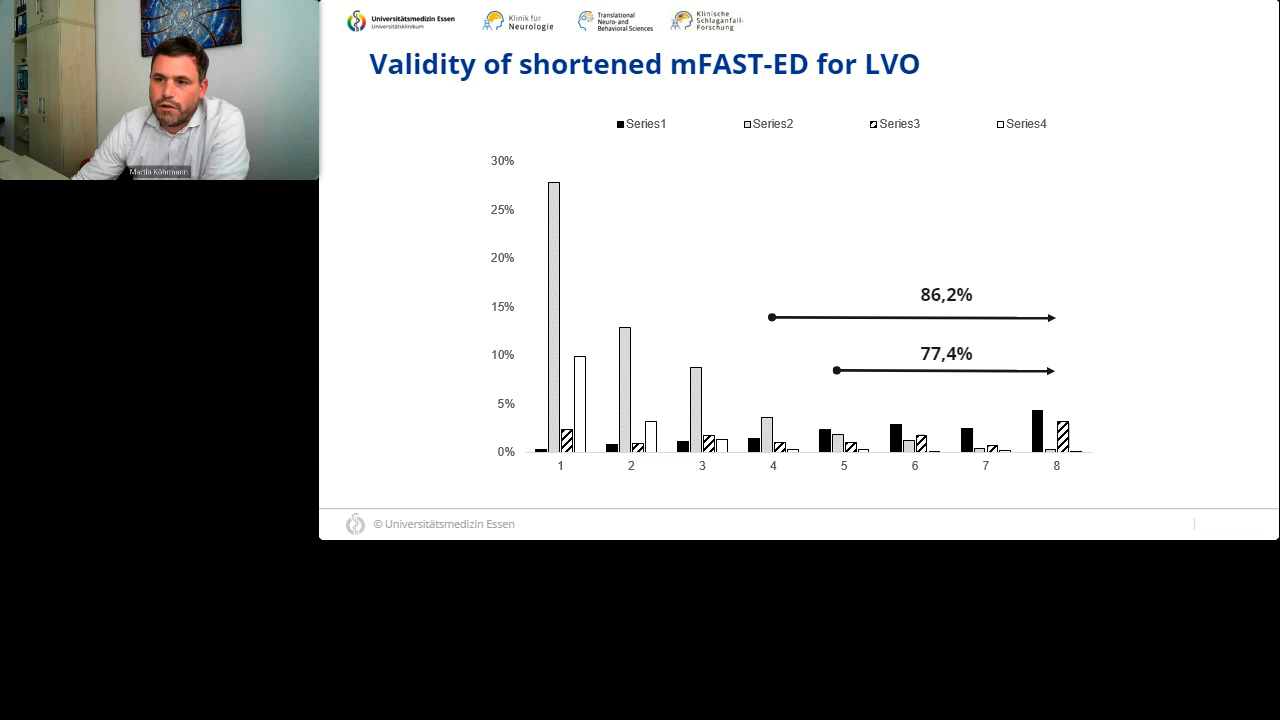 Universitätsmedizin Essen
Universitätsklinikum
Klinik für
Neurologie
Translational
Neuro- and
Behavioral Sciences
Klinische
Schlaganfall-
Forschung
Validity of shortened mFAST-ED for LVO
Martin Köhrmann
Series1 Series2 Series3 Series4
30%
25%
20%
15%
10%
5%
0%
86,2%
77,4%
1 2 3 4 5 6 7 8
© Universitätsmedizin Essen